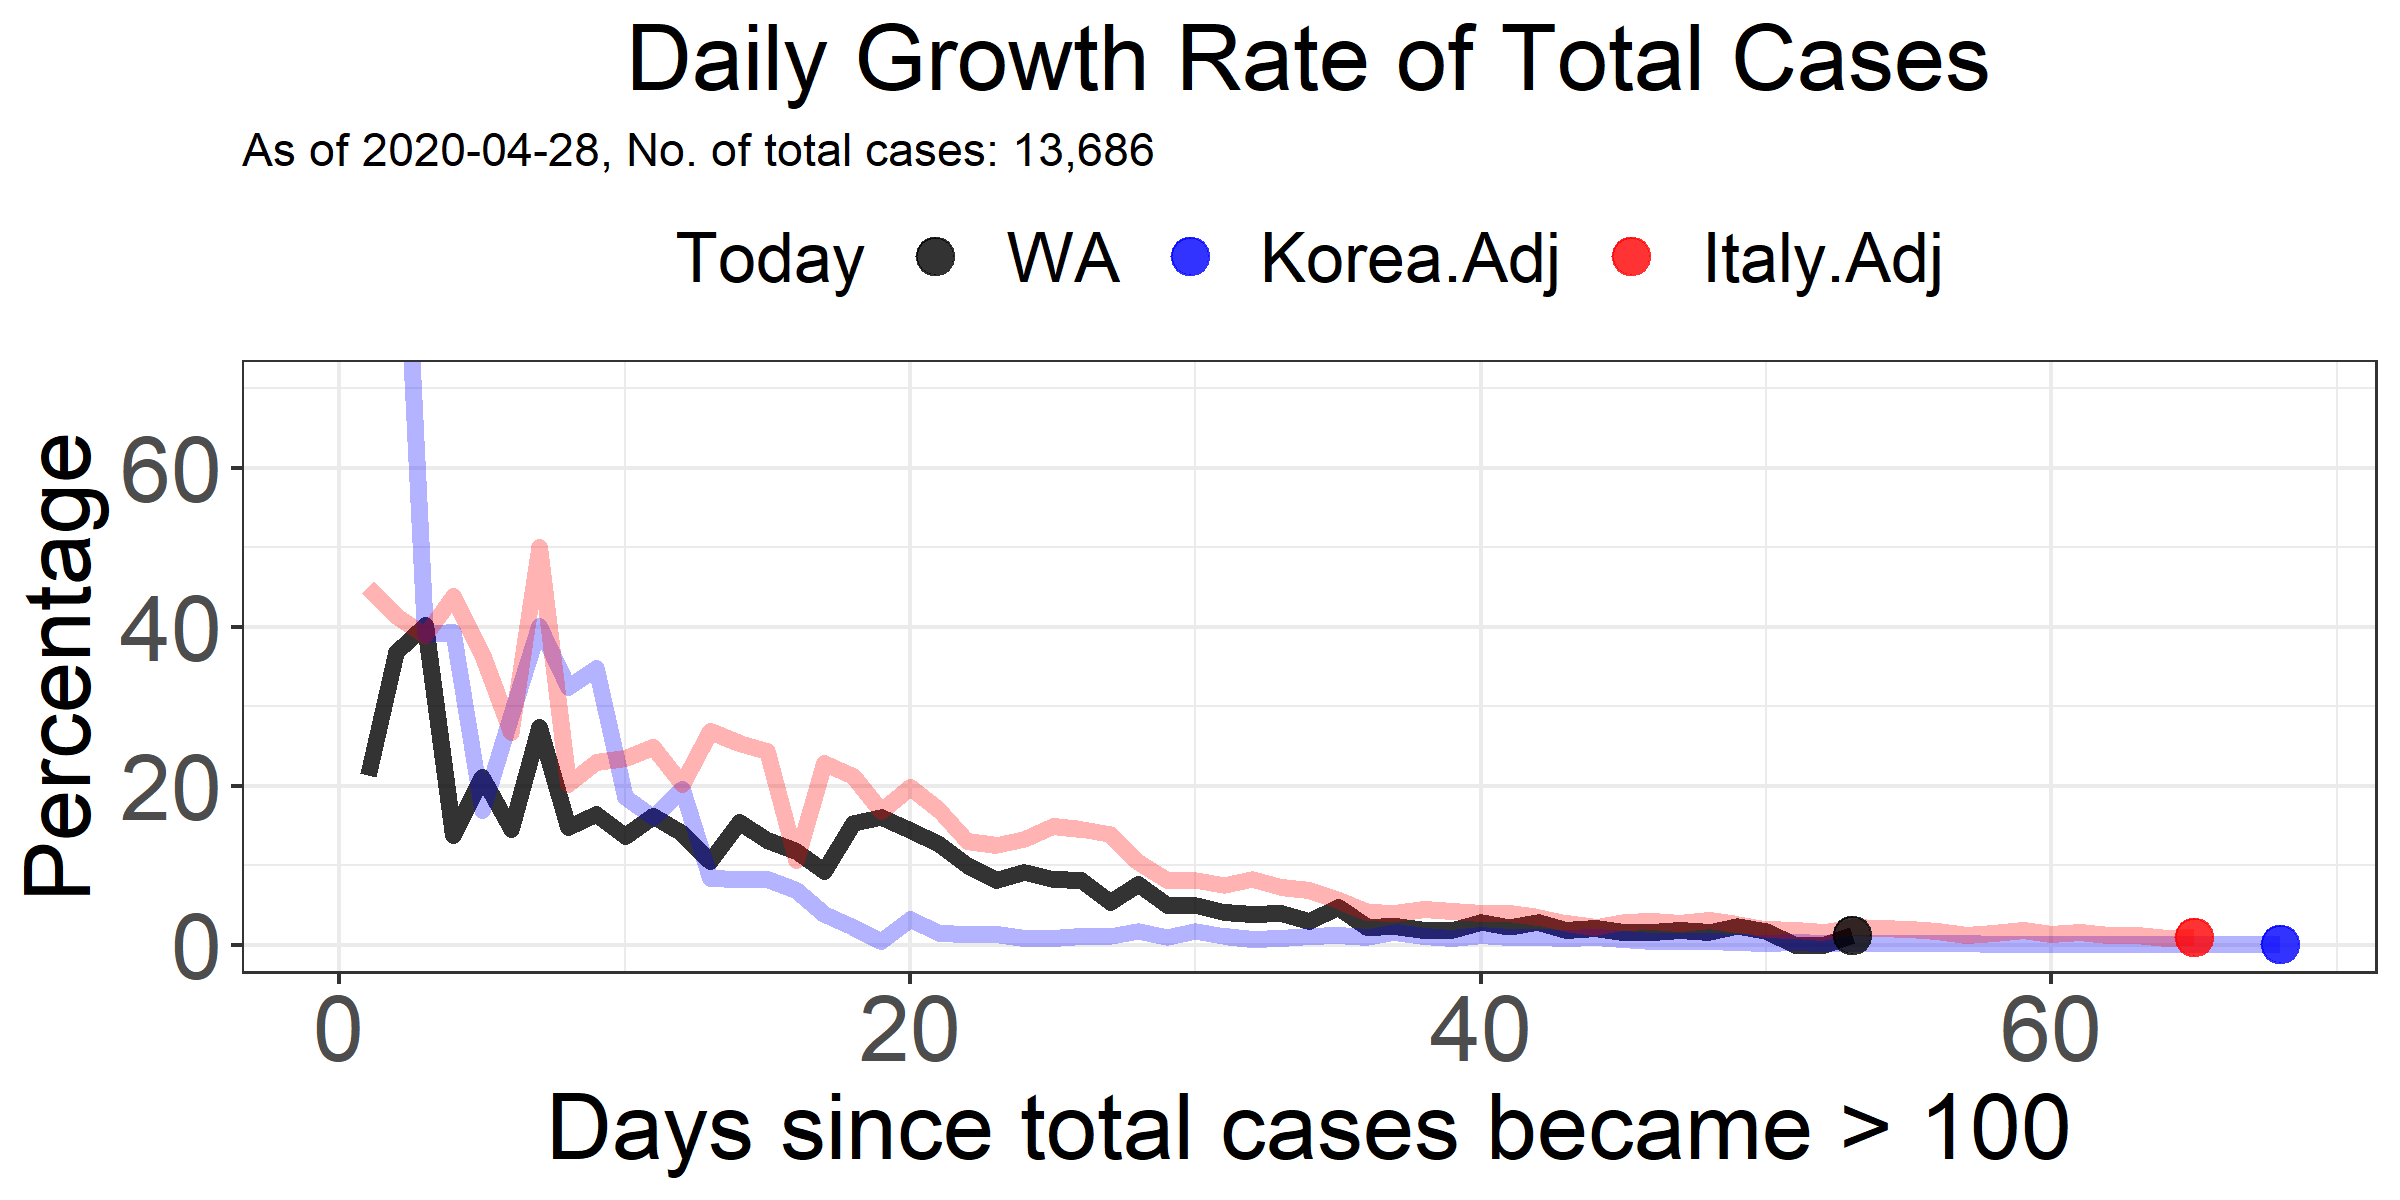 Daily Growth Rate of Total Cases
As of 2020-04-28, No. of total cases: 13,686
Today WA Korea.Adj Italy.Adj
Percentage
60
40
20
0
0 20 40 60
Days since total cases became > 100